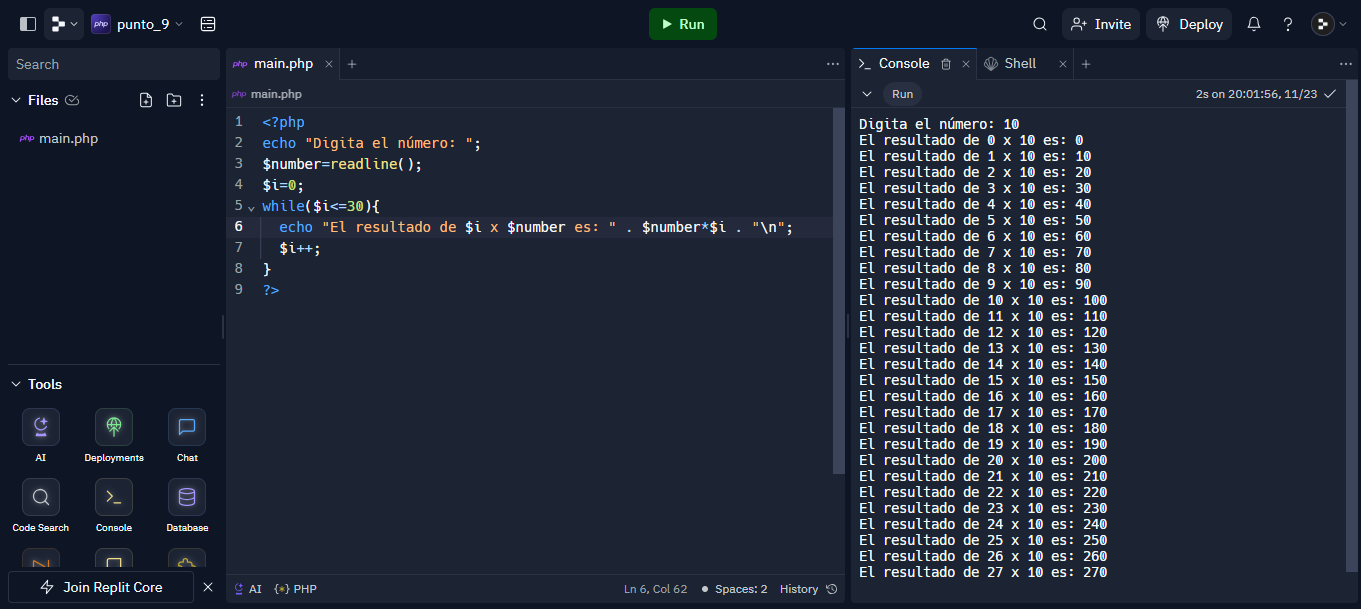 php punto_9
Run
Invite
Deploy
Search
Files
php main.php
Tools
AI
Deployments
Chat
Code Search
Console
Database
Join Replit Core
php main.php
php main.php
1 <?php
2 echo "Digita el número: ";
3 $number=readline();
4 $i=0;
5 while($i<=30){
6 echo "El resultado de $i x $number es: " . $number*$i . "\n";
7 $i++;
8 }
9 ?>
AI
PHP
Ln 6, Col 62
Spaces: 2
History
Console
Shell
Run
2s on 20:01:56, 11/23
Digita el número: 10
El resultado de 0 x 10 es: 0
El resultado de 1 x 10 es: 10
El resultado de 2 x 10 es: 20
El resultado de 3 x 10 es: 30
El resultado de 4 x 10 es: 40
El resultado de 5 x 10 es: 50
El resultado de 6 x 10 es: 60
El resultado de 7 x 10 es: 70
El resultado de 8 x 10 es: 80
El resultado de 9 x 10 es: 90
El resultado de 10 x 10 es: 100
El resultado de 11 x 10 es: 110
El resultado de 12 x 10 es: 120
El resultado de 13 x 10 es: 130
El resultado de 14 x 10 es: 140
El resultado de 15 x 10 es: 150
El resultado de 16 x 10 es: 160
El resultado de 17 x 10 es: 170
El resultado de 18 x 10 es: 180
El resultado de 19 x 10 es: 190
El resultado de 20 x 10 es: 200
El resultado de 21 x 10 es: 210
El resultado de 22 x 10 es: 220
El resultado de 23 x 10 es: 230
El resultado de 24 x 10 es: 240
El resultado de 25 x 10 es: 250
El resultado de 26 x 10 es: 260
El resultado de 27 x 10 es: 270